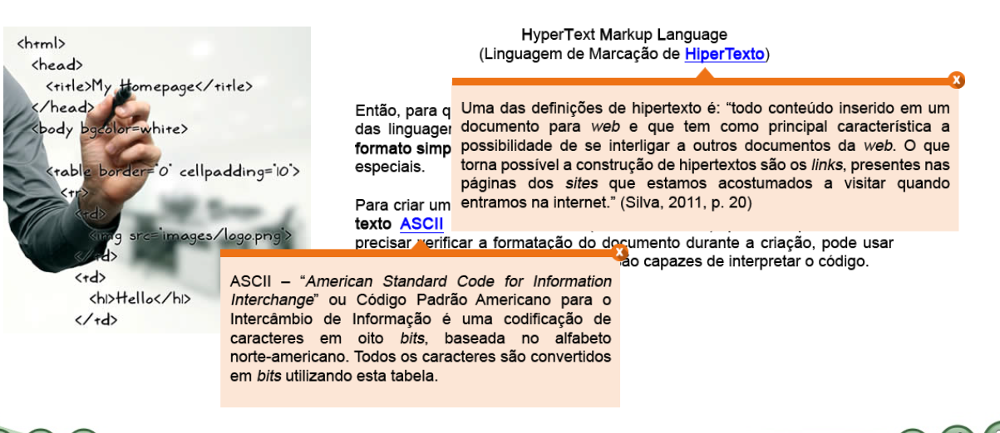 <html>
<head>
<title>My Homepage</title>
</head>
<body bgcolor=white>
<table border="0" cellpadding="10">
<tr>
<td>
<img src="images/logo.png">
</td>
<td>
<h1>Hello</h1>
</td>
HyperText Markup Language
(Linguagem de Marcação de HiperTexto)
x
Então, para q
das linguager
formato simp
especiais.
Uma das definições de hipertexto é: “todo conteúdo inserido em um
documento para web e que tem como principal característica a
possibilidade de se interligar a outros documentos da web. O que
torna possível a construção de hipertextos são os links, presentes nas
páginas dos sites que estamos acostumados a visitar quando
entramos na internet.” (Silva, 2011, p. 20)
Para criar um
texto ASCII
precisar verificar a formatação do documento durante a criação, pode usar
ão capazes de interpretar o código.
x
ASCII – “American Standard Code for Information
Interchange” ou Código Padrão Americano para o
Intercâmbio de Informação é uma codificação de
caracteres em oito bits, baseada no alfabeto
norte-americano. Todos os caracteres são convertidos
em bits utilizando esta tabela.